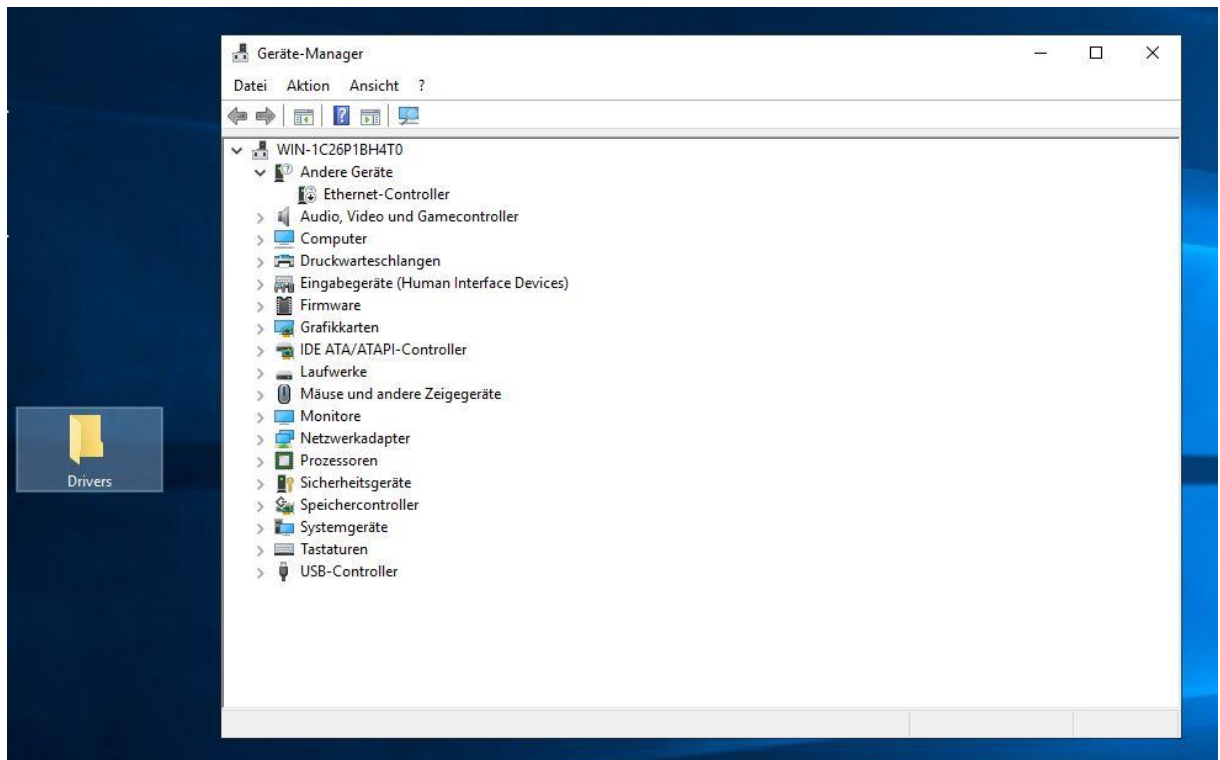 Geräte-Manager
Datei Aktion Ansicht ?
WIN-1C26P1BH4T0
Andere Geräte
Ethernet-Controller
Audio, Video und Gamecontroller
Computer
Druckwarteschlangen
Eingabegeräte (Human Interface Devices)
Firmware
Grafikkarten
IDE ATA/ATAPI-Controller
Laufwerke
Mäuse und andere Zeigegeräte
Monitore
Netzwerkadapter
Prozessoren
Sicherheitsgeräte
Speichercontroller
Systemgeräte
Tastaturen
USB-Controller
Drivers